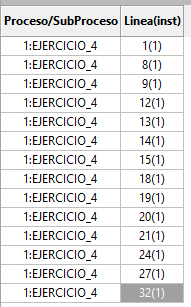 Proceso/SubProceso Linea(inst)
1:EJERCICIO_4 1(1)
1:EJERCICIO_4 8(1)
1:EJERCICIO_4 9(1)
1:EJERCICIO_4 12(1)
1:EJERCICIO_4 13(1)
1:EJERCICIO_4 14(1)
1:EJERCICIO_4 15(1)
1:EJERCICIO_4 18(1)
1:EJERCICIO_4 19(1)
1:EJERCICIO_4 20(1)
1:EJERCICIO_4 21(1)
1:EJERCICIO_4 24(1)
1:EJERCICIO_4 27(1)
1:EJERCICIO_4 32(1)